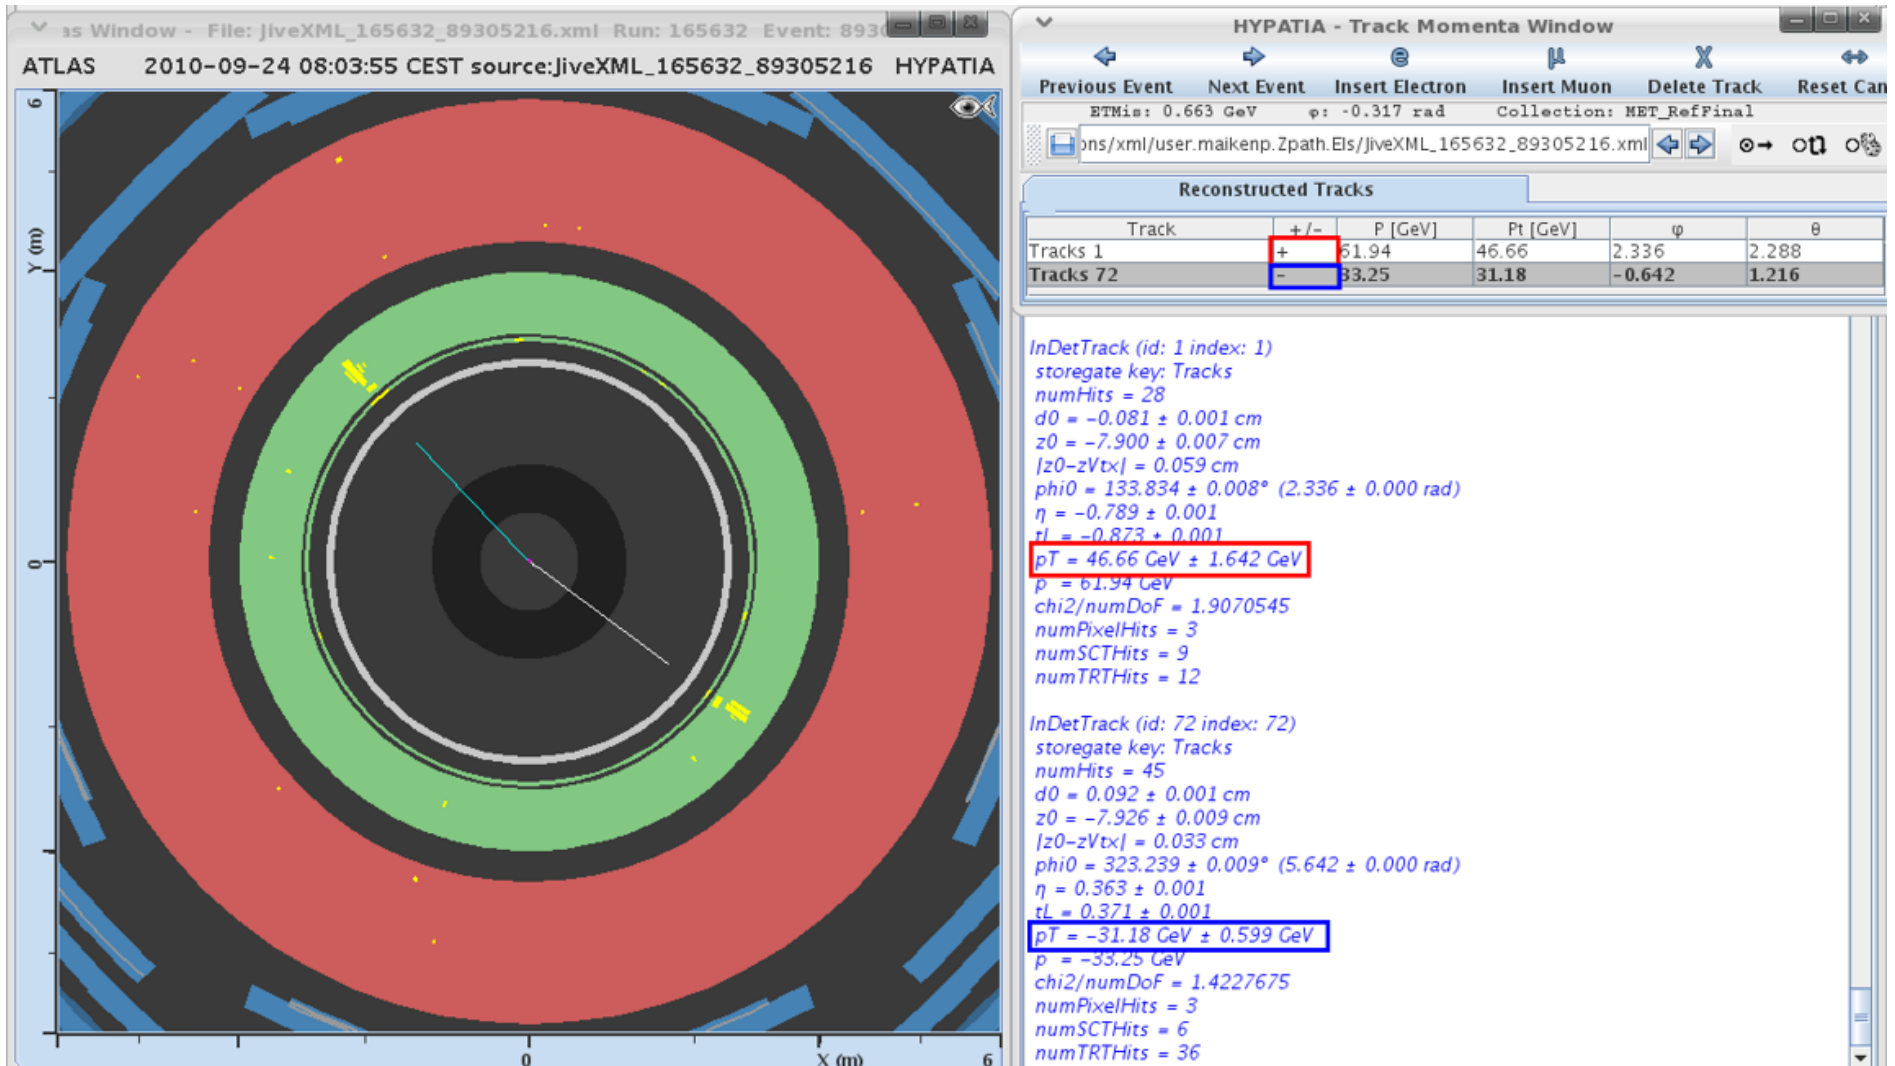 as Window - File: JiveXML_165632_89305216.xml Run: 165632 Event: 8930
ATLAS 2010-09-24 08:03:55 CEST source:JiveXML_165632_89305216 HYPATIA
6
Y (m)
0
0 X (m) 6
HYPATIA - Track Momenta Window
e μ X
Previous Event Next Event Insert Electron Insert Muon Delete Track Reset Can
ETMis: 0.663 GeV φ: -0.317 rad Collection: MET_RefFinal
ons/xml/user.maikenp.Zpath.Els/JiveXML_165632_89305216.xml
Reconstructed Tracks
Track +/- P [GeV] Pt [GeV] φ θ
Tracks 1 + 61.94 46.66 2.336 2.288
Tracks 72 - 33.25 31.18 -0.642 1.216
InDetTrack (id: 1 index: 1)
storegate key: Tracks
numHits = 28
d0 = -0.081 ± 0.001 cm
z0 = -7.900 ± 0.007 cm
|z0-zVtx| = 0.059 cm
phi0 = 133.834 ± 0.008° (2.336 ± 0.000 rad)
η = -0.789 ± 0.001
tL = -0.873 ± 0.001
pT = 46.66 GeV ± 1.642 GeV
p = 61.94 GeV
chi2/numDoF = 1.9070545
numPixelHits = 3
numSCTHits = 9
numTRTHits = 12
InDetTrack (id: 72 index: 72)
storegate key: Tracks
numHits = 45
d0 = 0.092 ± 0.001 cm
z0 = -7.926 ± 0.009 cm
|z0-zVtx| = 0.033 cm
phi0 = 323.239 ± 0.009° (5.642 ± 0.000 rad)
η = 0.363 ± 0.001
tL = 0.371 ± 0.001
pT = -31.18 GeV ± 0.599 GeV
p = -33.25 GeV
chi2/numDoF = 1.4227675
numPixelHits = 3
numSCTHits = 6
numTRTHits = 36